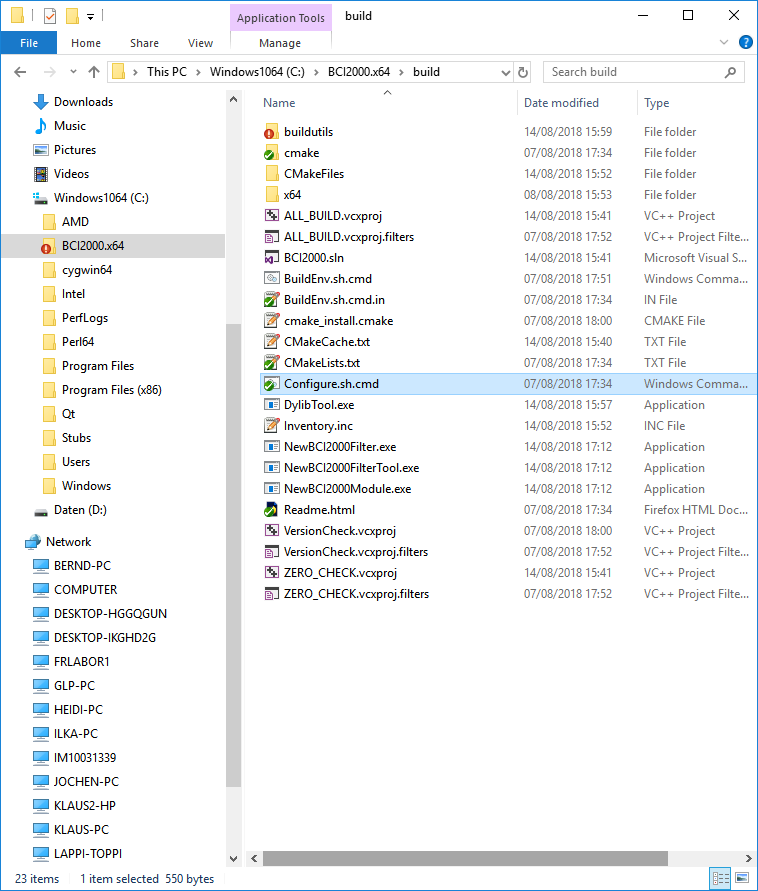 Application Tools build
File Home Share View Manage
This PC Windows1064 (C:) BCI2000.x64 build Search build
Downloads
Music
Pictures
Videos
Windows1064 (C:)
AMD
BCI2000.x64
cygwin64
Intel
PerfLogs
Perl64
Program Files
Program Files (x86)
Qt
Stubs
Users
Windows
Daten (D:)
Network
BERND-PC
COMPUTER
DESKTOP-HGGQGUN
DESKTOP-IKGHD2G
FRLABOR1
GLP-PC
HEIDI-PC
ILKA-PC
IM10031339
JOCHEN-PC
KLAUS2-HP
KLAUS-PC
LAPPI-TOPPI
Name Date modified Type
buildutils 14/08/2018 15:59 File folder
cmake 07/08/2018 17:34 File folder
CMakeFiles 14/08/2018 15:52 File folder
x64 08/08/2018 15:53 File folder
ALL_BUILD.vcxproj 14/08/2018 15:41 VC++ Project
ALL_BUILD.vcxproj.filters 07/08/2018 17:52 VC++ Project Filte...
BCI2000.sln 14/08/2018 15:41 Microsoft Visual S...
BuildEnv.sh.cmd 07/08/2018 17:51 Windows Comma...
BuildEnv.sh.cmd.in 07/08/2018 17:34 IN File
cmake_install.cmake 07/08/2018 18:00 CMAKE File
CMakeCache.txt 14/08/2018 15:40 TXT File
CMakeLists.txt 07/08/2018 17:34 TXT File
Configure.sh.cmd 07/08/2018 17:34 Windows Comma...
DylibTool.exe 14/08/2018 15:57 Application
Inventory.inc 14/08/2018 15:52 INC File
NewBCI2000Filter.exe 14/08/2018 17:12 Application
NewBCI2000FilterTool.exe 14/08/2018 17:12 Application
NewBCI2000Module.exe 14/08/2018 17:12 Application
Readme.html 07/08/2018 17:34 Firefox HTML Doc...
VersionCheck.vcxproj 07/08/2018 18:00 VC++ Project
VersionCheck.vcxproj.filters 07/08/2018 17:52 VC++ Project Filte...
ZERO_CHECK.vcxproj 14/08/2018 15:41 VC++ Project
ZERO_CHECK.vcxproj.filters 07/08/2018 17:52 VC++ Project Filte...
23 items 1 item selected 550 bytes